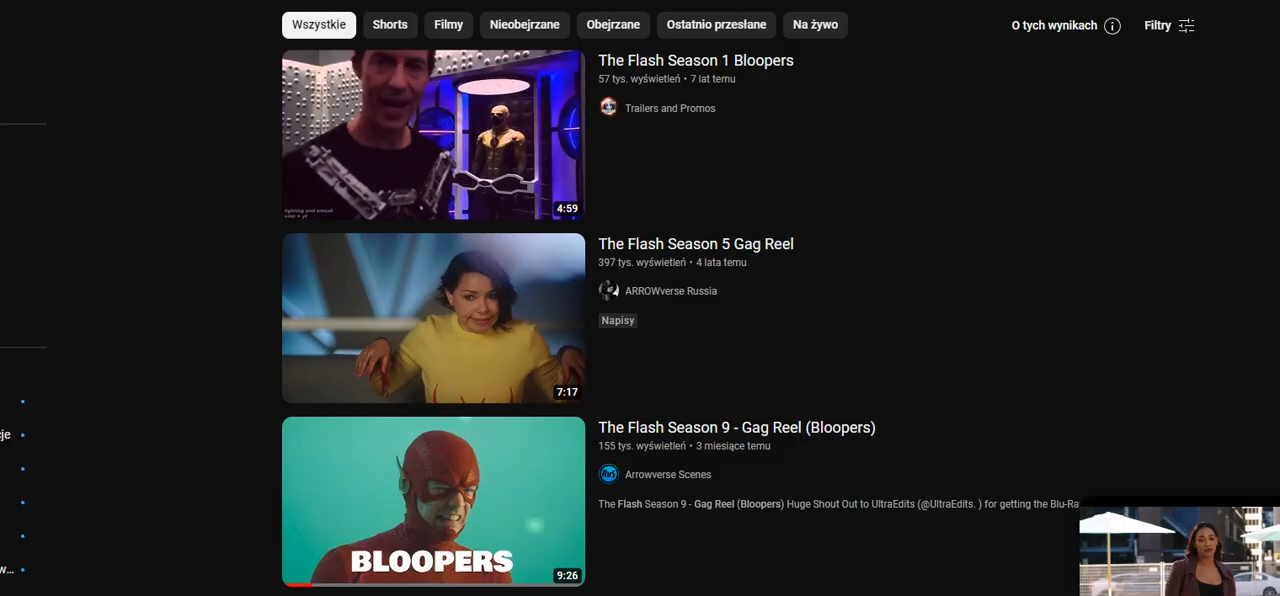 Wszystkie
Shorts
Filmy
Nieobejrzane
Obejrzane
Ostatnio przesłane
Na żywo
O tych wynikach
Filtry
The Flash Season 1 Bloopers
57 tys. wyświetleń • 7 lat temu
Trailers and Promos
4:59
The Flash Season 5 Gag Reel
397 tys. wyświetleń • 4 lata temu
ARROWverse Russia
Napisy
7:17
cje
The Flash Season 9 - Gag Reel (Bloopers)
155 tys. wyświetleń • 3 miesiące temu
Arrowverse Scenes
The Flash Season 9 - Gag Reel (Bloopers) Huge Shout Out to UltraEdits (@UltraEdits. ) for getting the Blu-Ra
BLOOPERS
9:26
w...